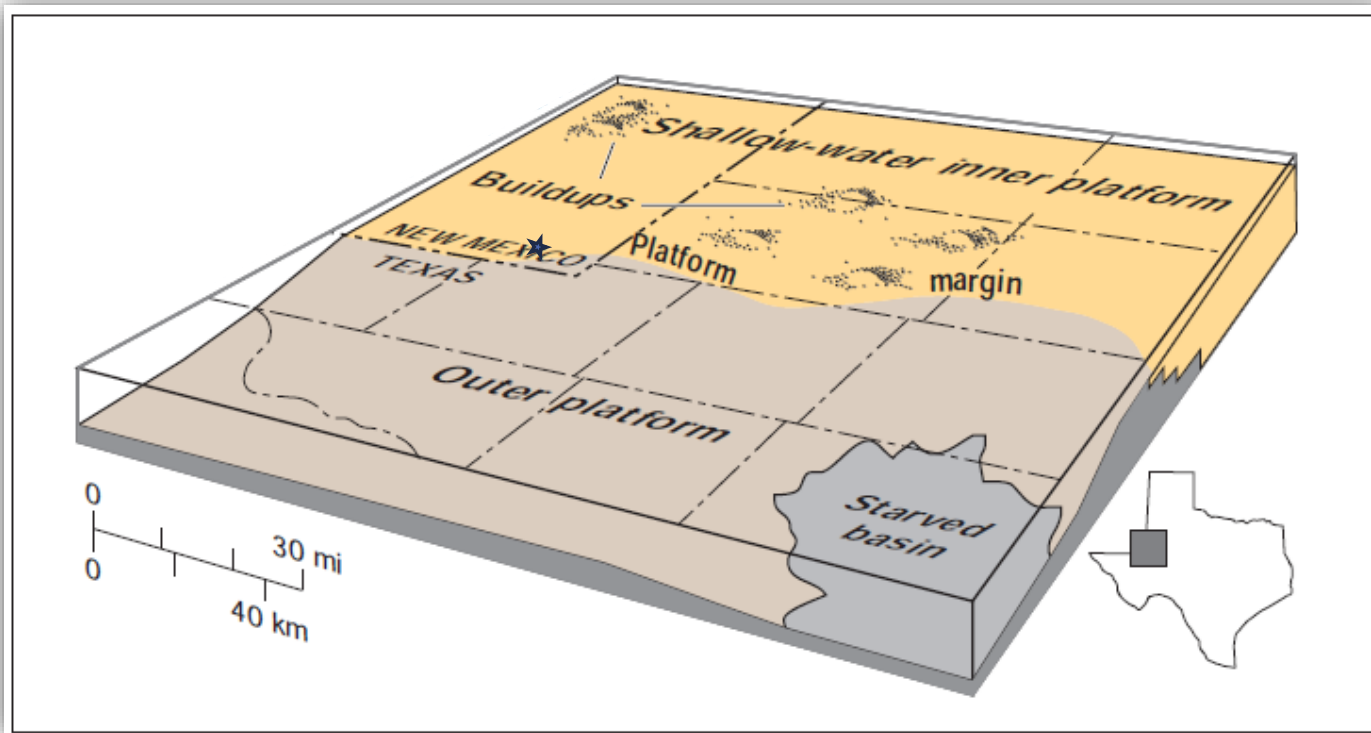 Shallow-water inner platform
Buildups
NEW MEXICO
TEXAS
Platform
margin
Outer platform
Starved
basin
0
30 mi
0
40 km